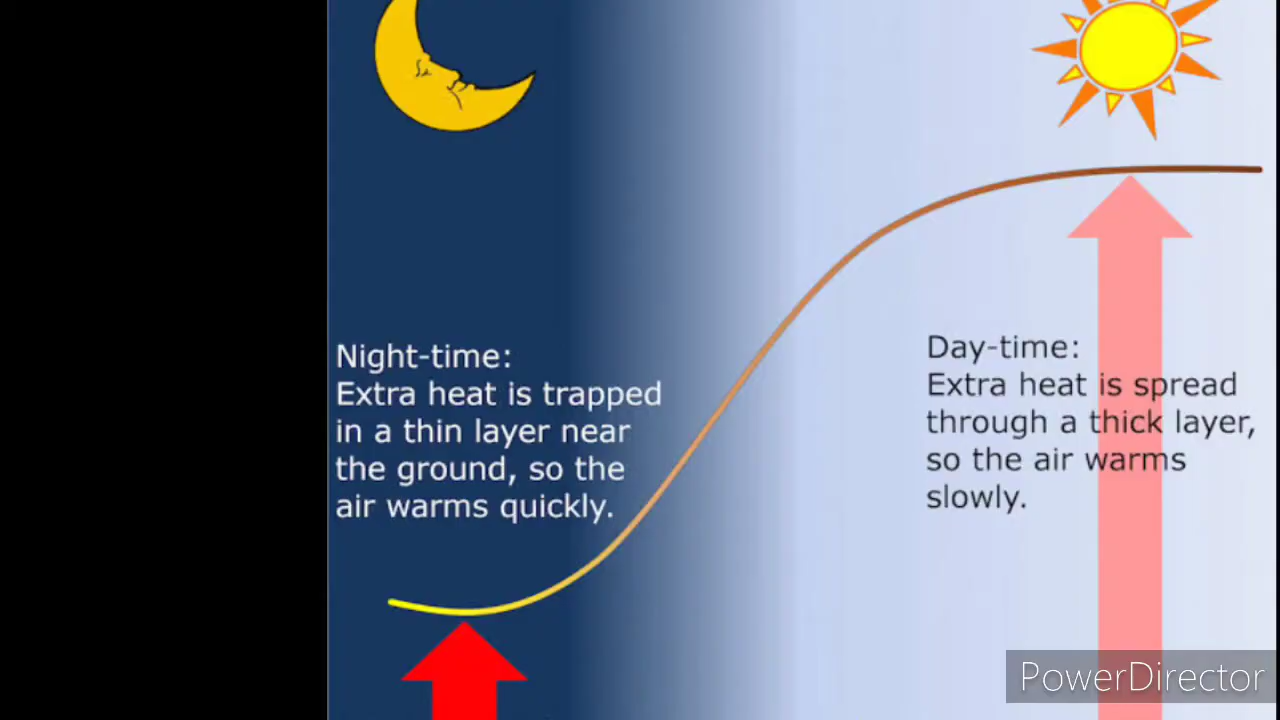 Night-time:
Extra heat is trapped
in a thin layer near
the ground, so the
air warms quickly.
Day-time:
Extra heat is spread
through a thick layer,
so the air warms
slowly.
PowerDirector